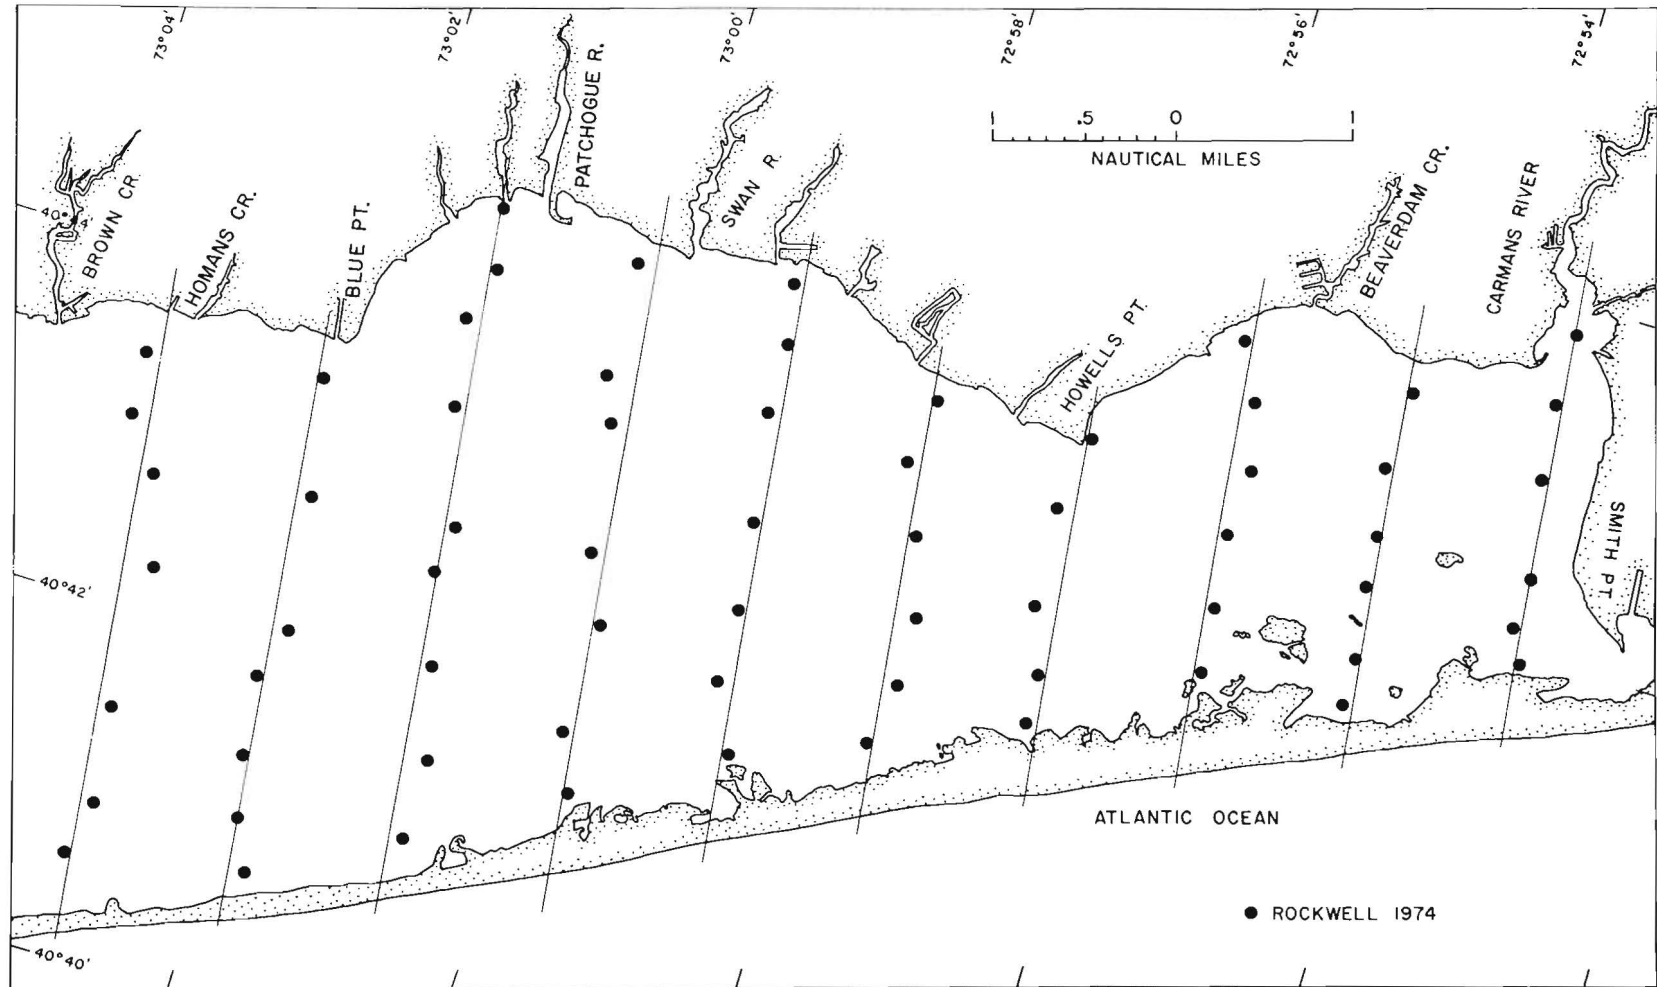 73°04'
73°02'
73°00'
72°58'
72°56'
72°54'
1 .5 0 1
NAUTICAL MILES
PATCHOGUE R.
SWAN R.
BROWN CR
HOMANS CR.
BLUE PT.
HOWELLS PT.
BEAVERDAM CR.
CARMANS RIVER
SMITH PT.
40°42'
ATLANTIC OCEAN
ROCKWELL 1974
40°40'